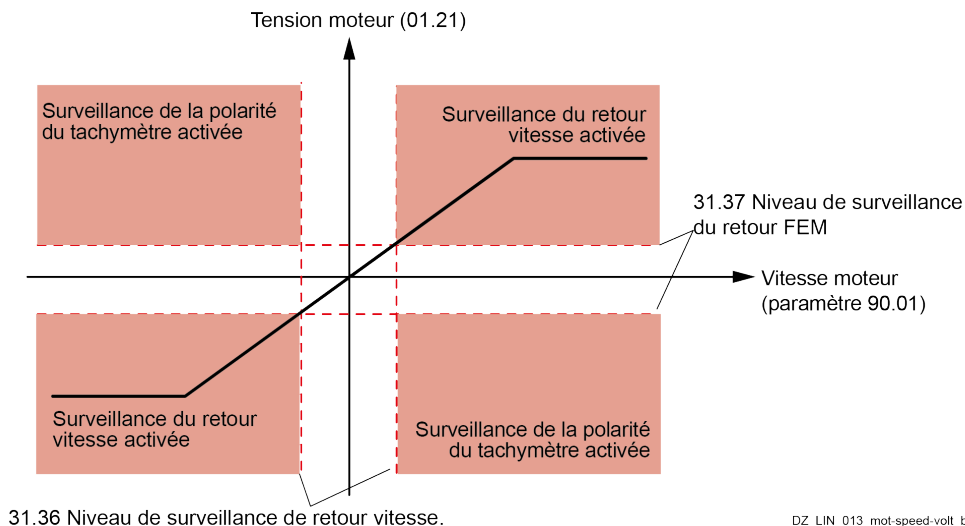 Tension moteur (01.21)
Surveillance de la polarité
du tachymètre activée
Surveillance du retour
vitesse activée
31.37 Niveau de surveillance
du retour FEM
Vitesse moteur
(paramètre 90.01)
Surveillance du retour
vitesse activée
Surveillance de la polarité
du tachymètre activée
31.36 Niveau de surveillance de retour vitesse.
DZ_LIN_013_mot-speed-volt_b